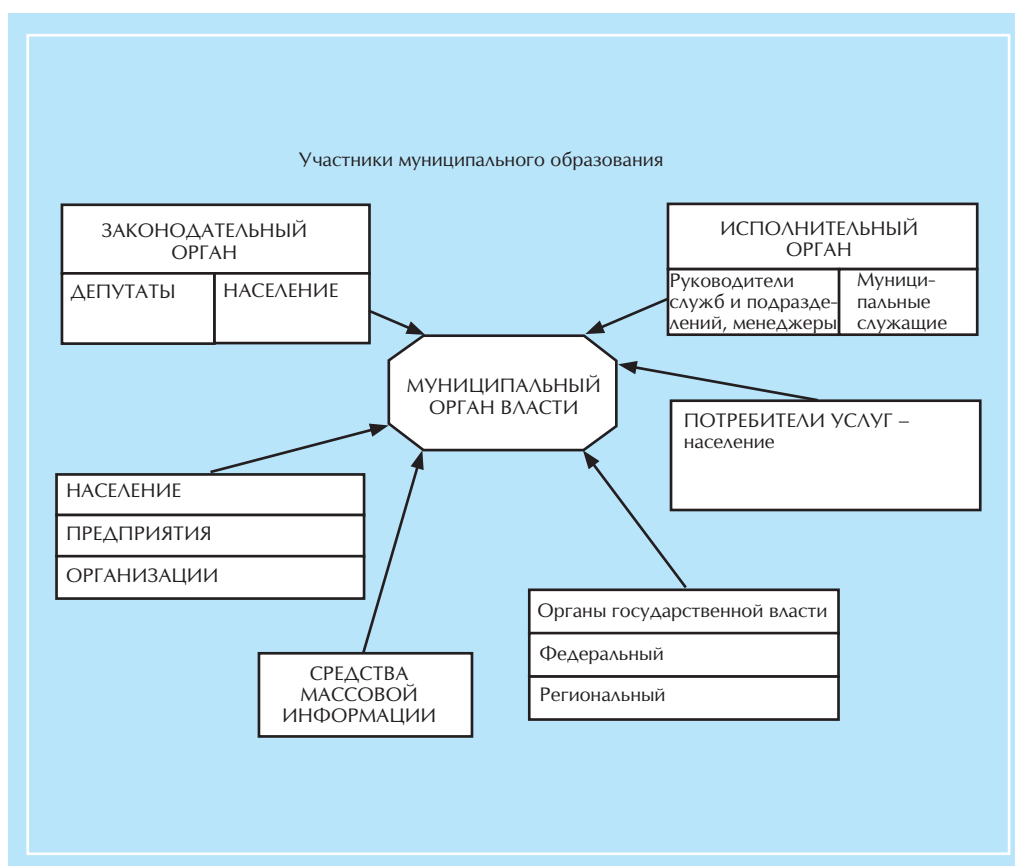 Участники муниципального образования
ЗАКОНОДАТЕЛЬНЫЙ
ОРГАН
ДЕПУТАТЫ
НАСЕЛЕНИЕ
ИСПОЛНИТЕЛЬНЫЙ
ОРГАН
Руководители
служб и подразде-
лений, менеджеры
Муници-
пальные
служащие
МУНИЦИПАЛЬНЫЙ
ОРГАН ВЛАСТИ
ПОТРЕБИТЕЛИ УСЛУГ –
население
НАСЕЛЕНИЕ
ПРЕДПРИЯТИЯ
ОРГАНИЗАЦИИ
Органы государственной власти
Федеральный
Региональный
СРЕДСТВА
МАССОВОЙ
ИНФОРМАЦИИ